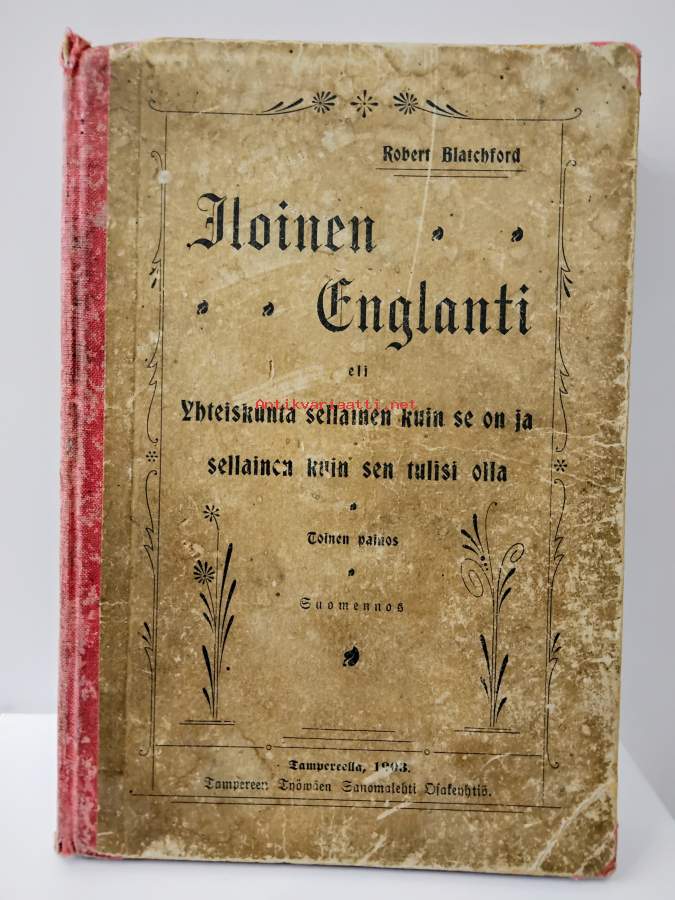 Robert Blatchford
Iloinen
Englanti
eli
Antikvariaatti.net
Yhteiskunta sellainen kuin se on ja
sellainen kuin sen tulisi olla
Toinen painos
Suomennos
Tampereella, 1903.
Tampereen Työwäen Sanomalehti Osakeyhtiö.